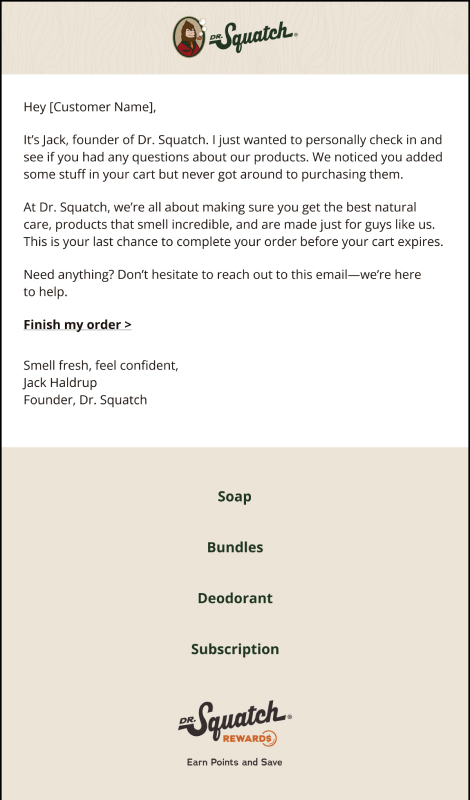 DR. Squatch®
Hey [Customer Name],
It’s Jack, founder of Dr. Squatch. I just wanted to personally check in and
see if you had any questions about our products. We noticed you added
some stuff in your cart but never got around to purchasing them.
At Dr. Squatch, we’re all about making sure you get the best natural
care, products that smell incredible, and are made just for guys like us.
This is your last chance to complete your order before your cart expires.
Need anything? Don’t hesitate to reach out to this email—we’re here
to help.
Finish my order >
Smell fresh, feel confident,
Jack Haldrup
Founder, Dr. Squatch
Soap
Bundles
Deodorant
Subscription
DR. Squatch®
REWARD$
Earn Points and Save